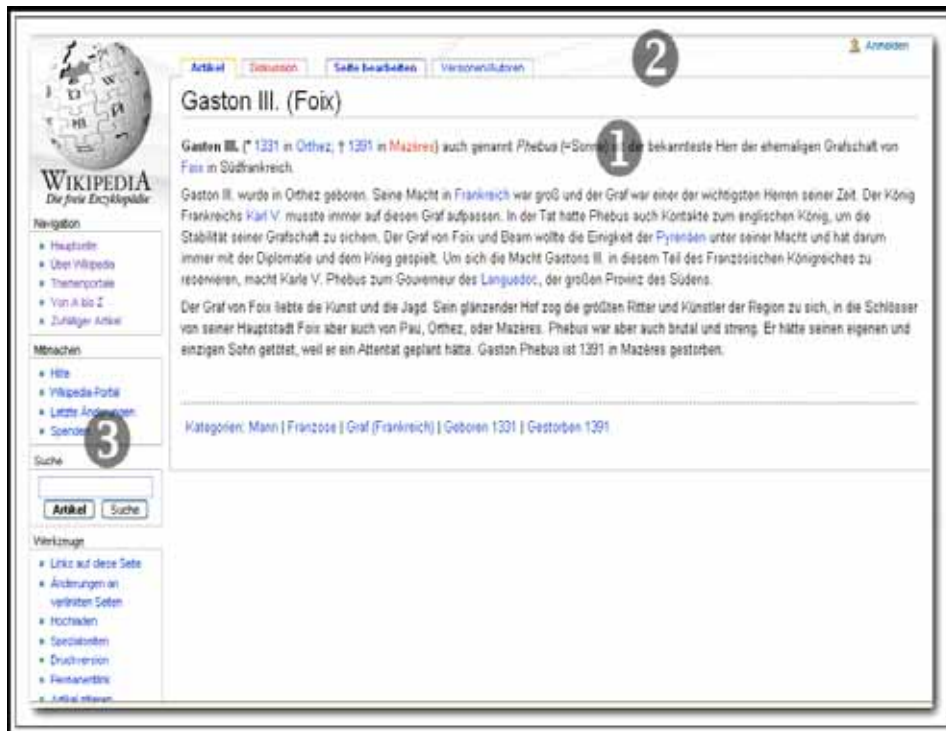 Anmelden
2
Artikel Diskussion Seite bearbeiten Versionen/Autoren
Gaston III. (Foix)
1
Gaston III. (* 1331 in Orthez; † 1391 in Mazères) auch genannt Phebus (=Sonne) ist der bekannteste Herr der ehemaligen Grafschaft von
Foix in Südfrankreich.
Gaston III. wurde in Orthez geboren. Seine Macht in Frankreich war groß und der Graf war einer der wichtigsten Herren seiner Zeit. Der König
Frankreichs Karl V. musste immer auf diesen Graf aufpassen. In der Tat hatte Phebus auch Kontakte zum englischen König, um die
Stabilität seiner Grafschaft zu sichern. Der Graf von Foix und Bearn wollte die Einigkeit der Pyrenäen unter seiner Macht und hat darum
immer mit der Diplomatie und dem Krieg gespielt. Um sich die Macht Gastons III. in diesem Teil des Französischen Königreiches zu
reservieren, macht Karle V. Phebus zum Gouverneur des Languedoc, der großen Provinz des Südens.
Der Graf von Foix liebte die Kunst und die Jagd. Sein glänzender Hof zog die größten Ritter und Künstler der Region zu sich, in die Schlösser
von seiner Hauptstadt Foix aber auch von Pau, Orthez, oder Mazères. Phebus war aber auch brutal und streng. Er hätte seinen eigenen und
einzigen Sohn getötet, weil er ein Attentat geplant hätte. Gaston Phebus ist 1391 in Mazères gestorben.
Kategorien: Mann | Franzose | Graf (Frankreich) | Geboren 1331 | Gestorben 1391
WIKIPEDIA
Die freie Enzyklopädie
Navigation
Hauptseite
Über Wikipedia
Themenportale
Von A bis Z
Zufälliger Artikel
Mitmachen
Hilfe
Wikipedia-Portal
Letzte Änderungen
Spenden
3
Suche
Artikel Suche
Werkzeuge
Links auf diese Seite
Änderungen an
verlinkten Seiten
Hochladen
Spezialseiten
Druckversion
Permanentlink
Artikel zitieren